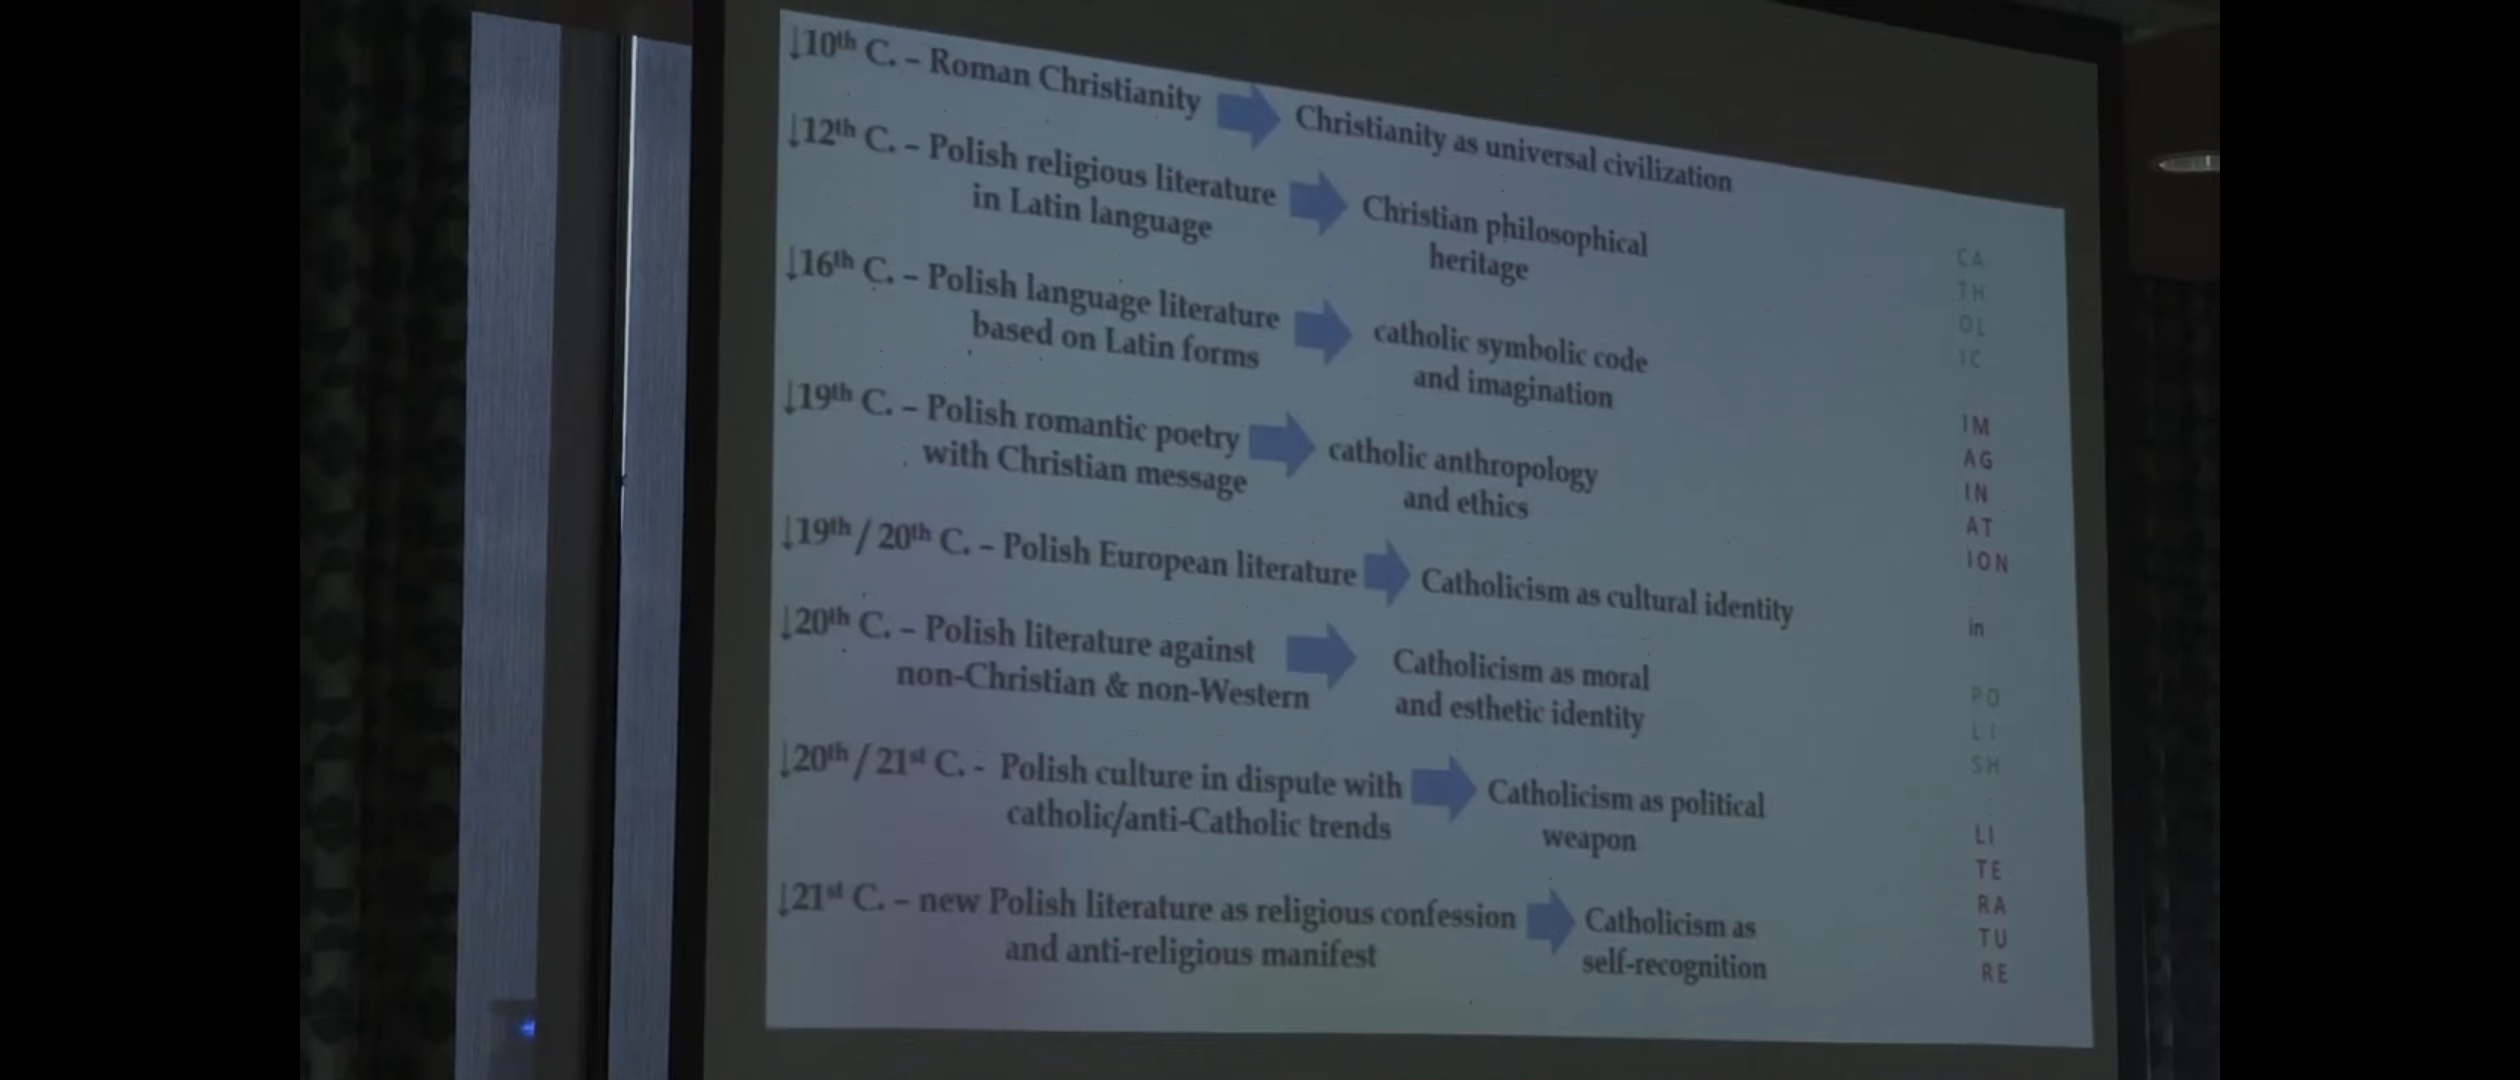 ↓10th C. – Roman Christianity → Christianity as universal civilization
↓12th C. – Polish religious literature → Christian philosophical
in Latin language heritage
↓16th C. – Polish language literature → catholic symbolic code
based on Latin forms and imagination
↓19th C. – Polish romantic poetry → catholic anthropology
with Christian message and ethics
↓19th / 20th C. – Polish European literature → Catholicism as cultural identity
↓20th C. – Polish literature against → Catholicism as moral
non-Christian & non-Western and esthetic identity
↓20th / 21st C. - Polish culture in dispute with → Catholicism as political
catholic/anti-Catholic trends weapon
↓21st C. – new Polish literature as religious confession → Catholicism as
and anti-religious manifest self-recognition
CA
TH
OL
IC
IM
AG
IN
AT
ION
in
PO
LI
SH
LI
TE
RA
TU
RE